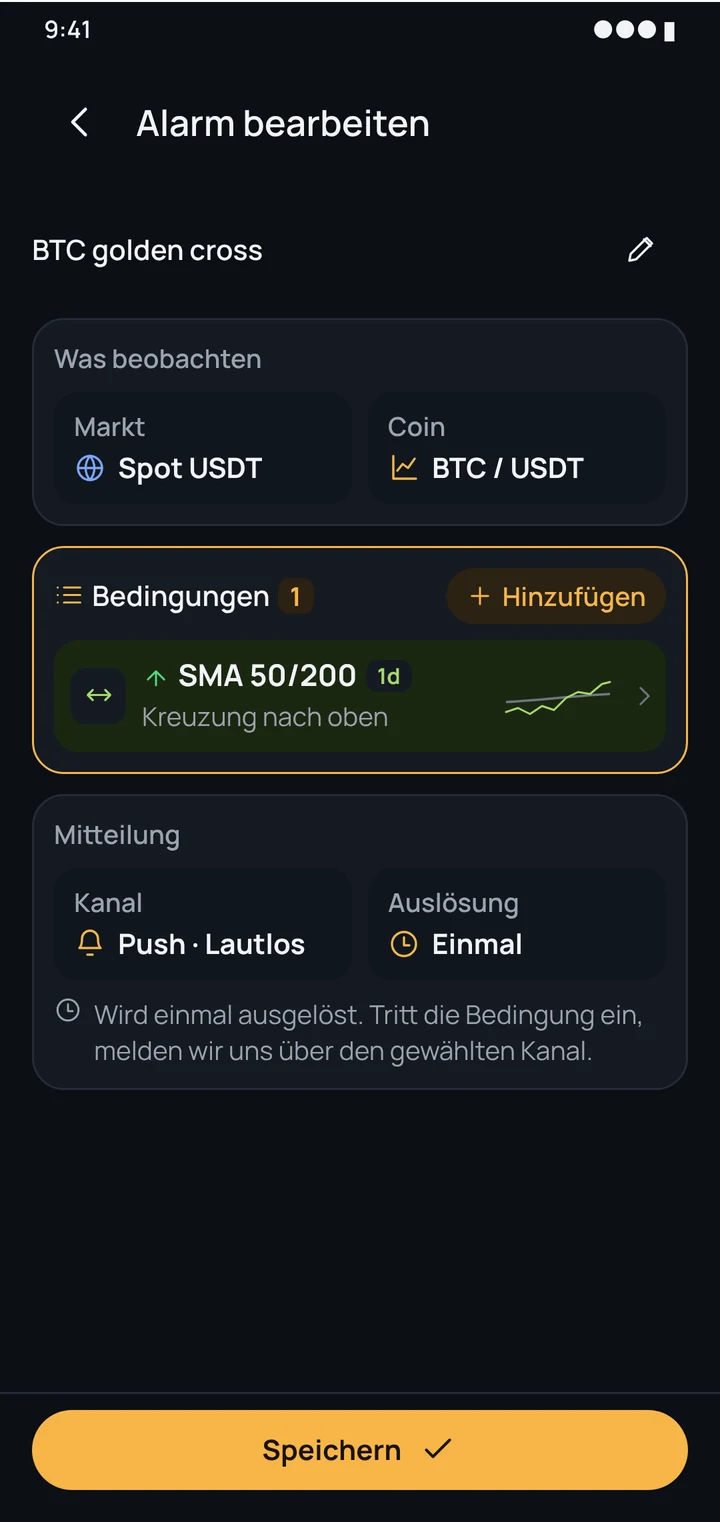 9:41
Alarm bearbeiten
BTC golden cross
Was beobachten
Markt
Spot USDT
Coin
BTC / USDT
Bedingungen 1
+ Hinzufügen
SMA 50/200 1d
Kreuzung nach oben
Mitteilung
Kanal
Push · Lautlos
Auslösung
Einmal
Wird einmal ausgelöst. Tritt die Bedingung ein,
melden wir uns über den gewählten Kanal.
Speichern